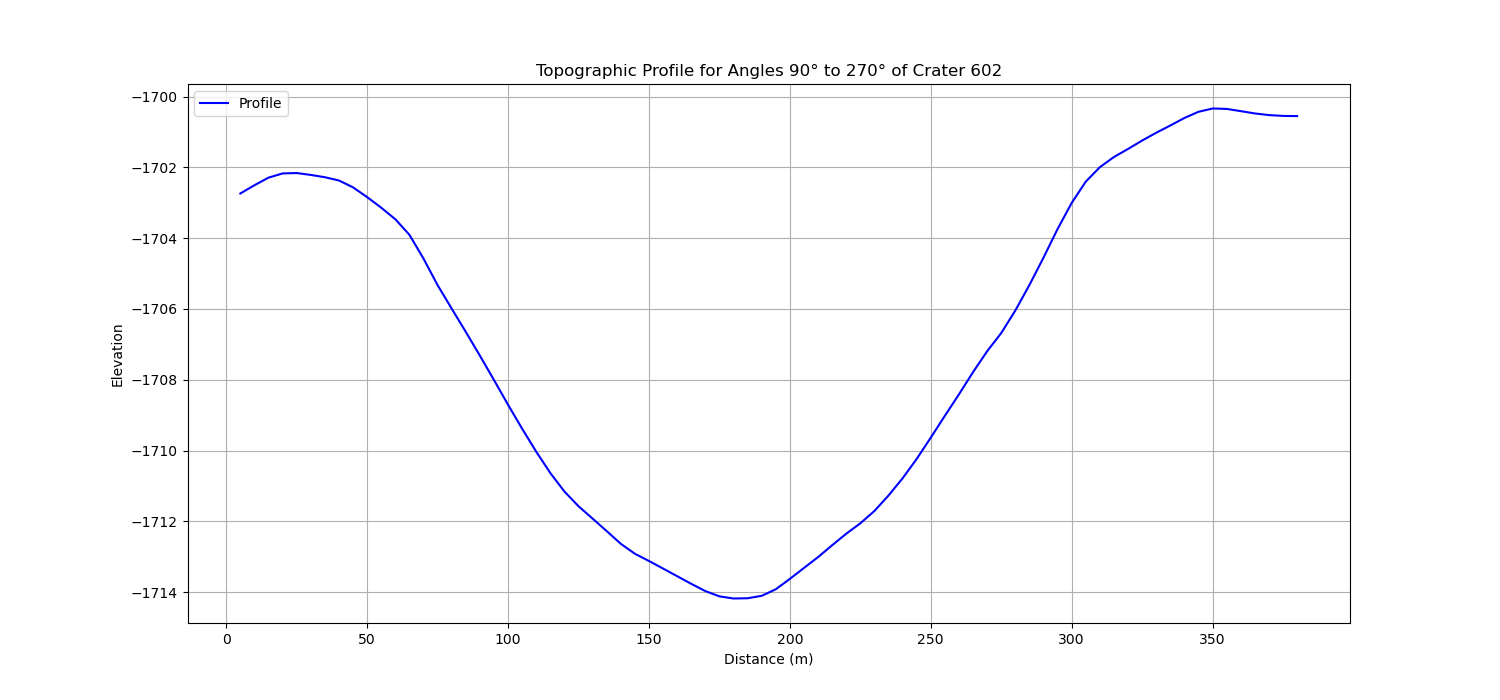 Topographic Profile for Angles 90° to 270° of Crater 602
Profile
−1700
−1702
−1704
−1706
−1708
−1710
−1712
−1714
Elevation
0 50 100 150 200 250 300 350
Distance (m)